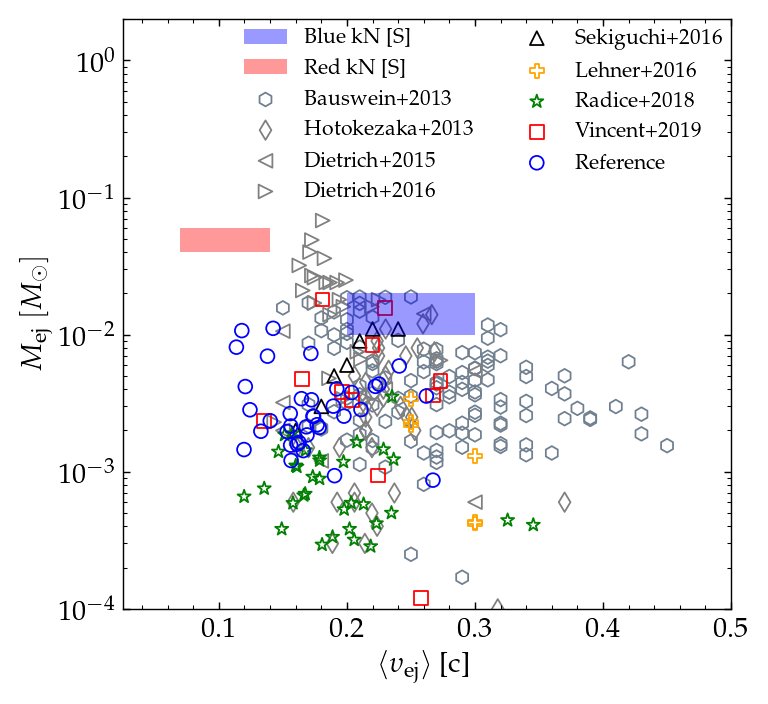 Blue kN [S]
Red kN [S]
Bauswein+2013
Hotokezaka+2013
Dietrich+2015
Dietrich+2016
Sekiguchi+2016
Lehner+2016
Radice+2018
Vincent+2019
Reference
M_ej [M_⊙]
10^0
10^−1
10^−2
10^−3
10^−4
0.1 0.2 0.3 0.4 0.5
⟨v_ej⟩ [c]